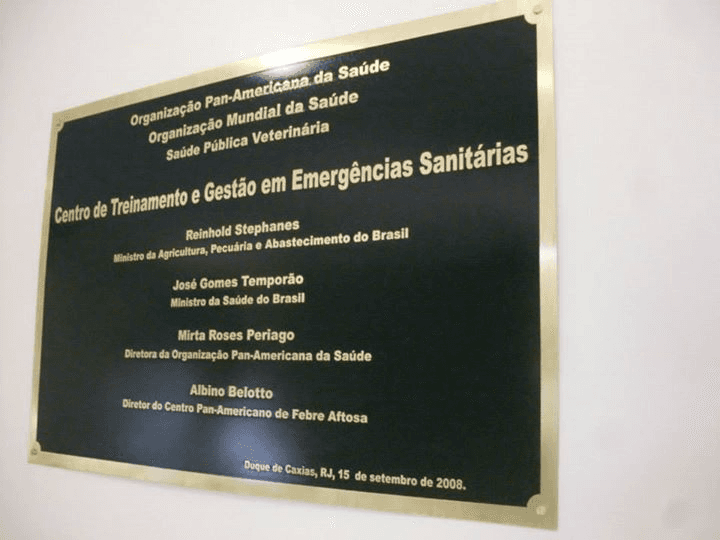 Organização Pan-Americana da Saúde
Organização Mundial da Saúde
Saúde Pública Veterinária
Centro de Treinamento e Gestão em Emergências Sanitárias
Reinhold Stephanes
Ministro da Agricultura, Pecuária e Abastecimento do Brasil
José Gomes Temporão
Ministro da Saúde do Brasil
Mirta Roses Periago
Diretora da Organização Pan-Americana da Saúde
Albino Belotto
Diretor do Centro Pan-Americano de Febre Aftosa
Duque de Caxias, RJ, 15 de setembro de 2008.